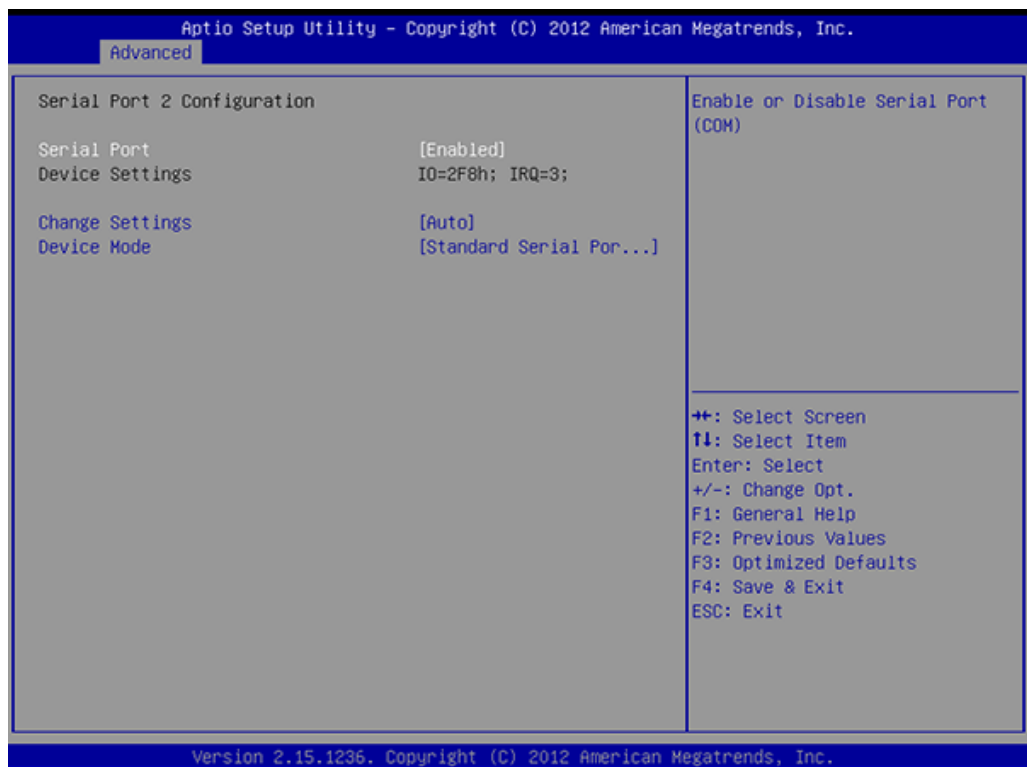 Aptio Setup Utility – Copyright (C) 2012 American Megatrends, Inc.
Advanced
Serial Port 2 Configuration
Serial Port [Enabled]
Device Settings IO=2F8h; IRQ=3;
Change Settings [Auto]
Device Mode [Standard Serial Por...]
Enable or Disable Serial Port
(COM)
→←: Select Screen
↑↓: Select Item
Enter: Select
+/-: Change Opt.
F1: General Help
F2: Previous Values
F3: Optimized Defaults
F4: Save & Exit
ESC: Exit
Version 2.15.1236. Copyright (C) 2012 American Megatrends, Inc.